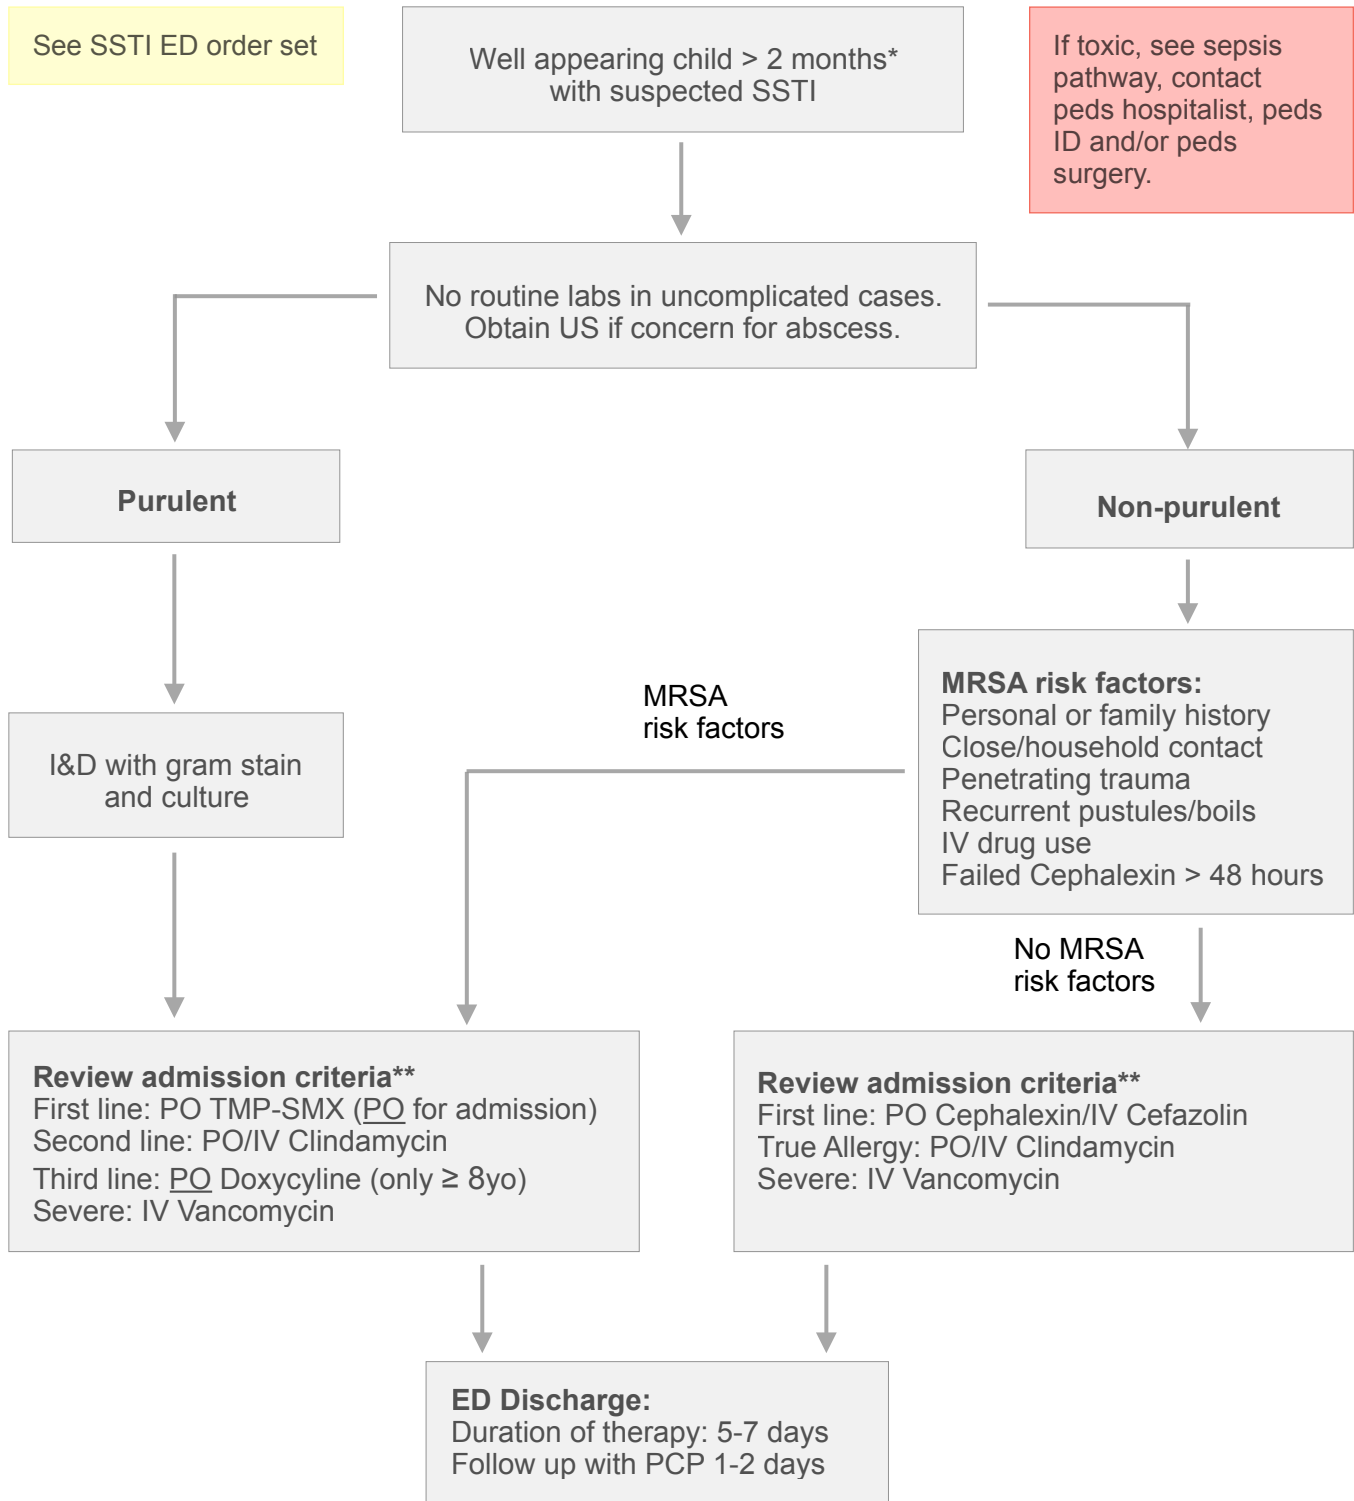 See SSTI ED order set
Well appearing child > 2 months*
with suspected SSTI
If toxic, see sepsis
pathway, contact
peds hospitalist, peds
ID and/or peds
surgery.
No routine labs in uncomplicated cases.
Obtain US if concern for abscess.
Purulent
Non-purulent
I&D with gram stain
and culture
MRSA
risk factors
MRSA risk factors:
Personal or family history
Close/household contact
Penetrating trauma
Recurrent pustules/boils
IV drug use
Failed Cephalexin > 48 hours
No MRSA
risk factors
Review admission criteria**
First line: PO TMP-SMX (PO for admission)
Second line: PO/IV Clindamycin
Third line: PO Doxycyline (only ≥ 8yo)
Severe: IV Vancomycin
Review admission criteria**
First line: PO Cephalexin/IV Cefazolin
True Allergy: PO/IV Clindamycin
Severe: IV Vancomycin
ED Discharge:
Duration of therapy: 5-7 days
Follow up with PCP 1-2 days